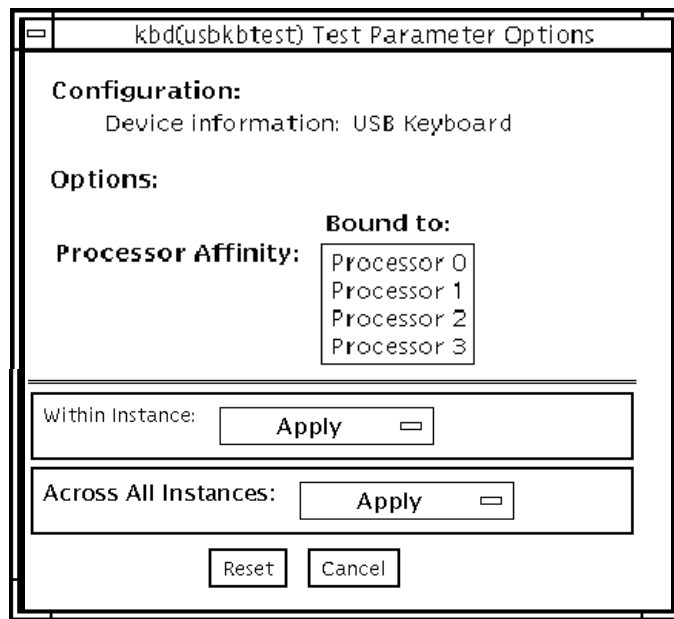 kbd(usbkbtest) Test Parameter Options
Configuration:
Device information: USB Keyboard
Options:
Bound to:
Processor Affinity:
Processor 0
Processor 1
Processor 2
Processor 3
Within Instance: Apply
Across All Instances: Apply
Reset Cancel